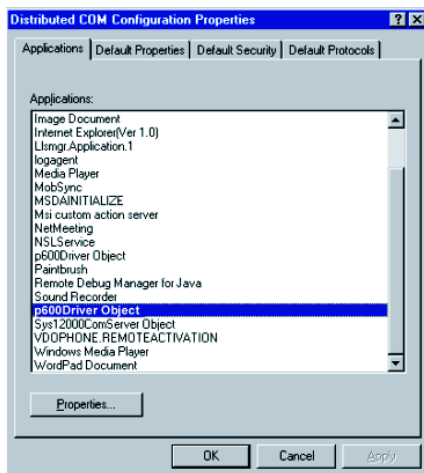 Distributed COM Configuration Properties
Applications Default Properties Default Security Default Protocols
Applications:
Image Document
Internet Explorer(Ver 1.0)
Llsmgr.Application.1
logagent
Media Player
MobSync
MSDAINITIALIZE
Msi custom action server
NetMeeting
NSLService
p600Driver Object
Paintbrush
Remote Debug Manager for Java
Sound Recorder
p600Driver Object
Sys12000ComServer Object
VDOPHONE.REMOTEACTIVATION
Windows Media Player
WordPad Document
Properties...
OK Cancel Apply